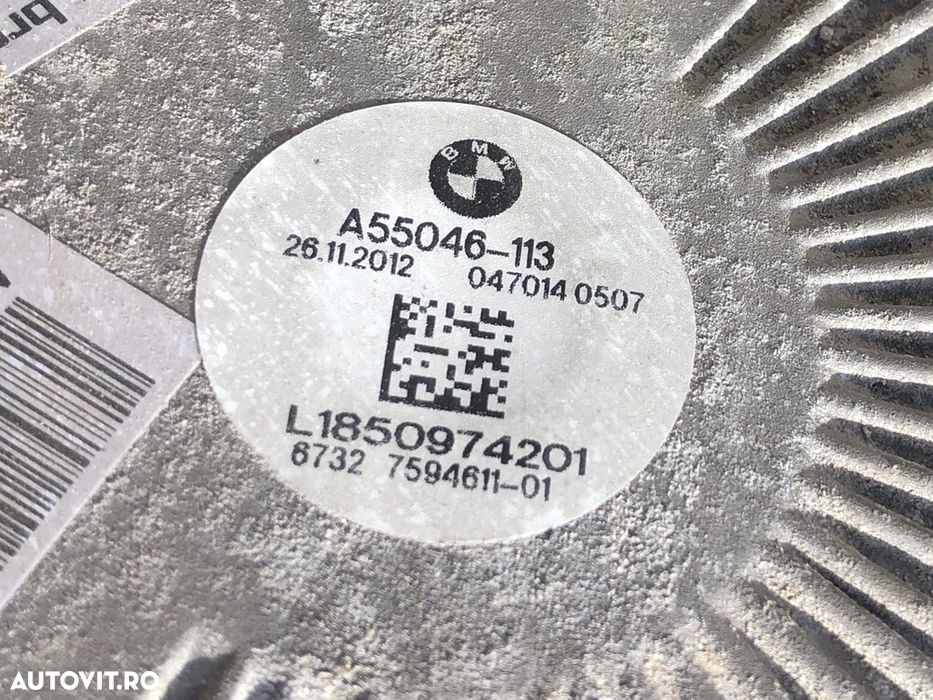 BMW
A55046-113
26.11.2012 047014 0507
L1850974201
6732 7594611-01
AUTOVIT.RO